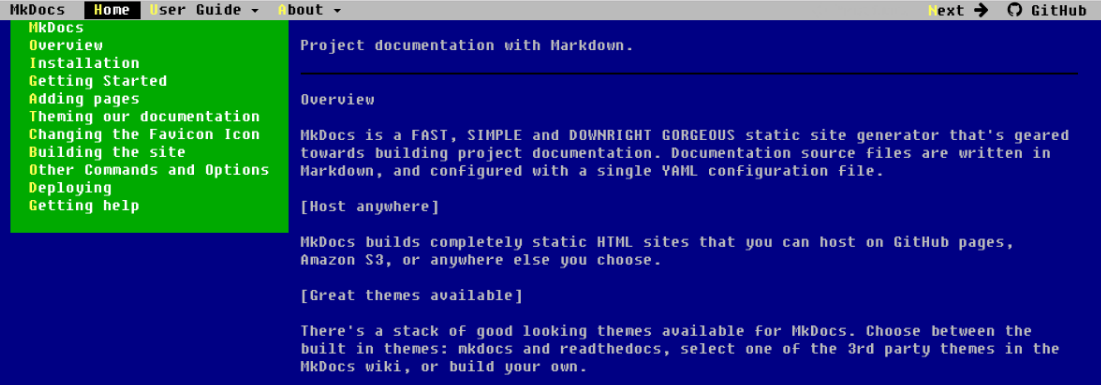 MkDocs Home User Guide About Next GitHub
MkDocs
Overview
Installation
Getting Started
Adding pages
Theming our documentation
Changing the Favicon Icon
Building the site
Other Commands and Options
Deploying
Getting help
Project documentation with Markdown.
Overview
MkDocs is a FAST, SIMPLE and DOWNRIGHT GORGEOUS static site generator that's geared
towards building project documentation. Documentation source files are written in
Markdown, and configured with a single YAML configuration file.
[Host anywhere]
MkDocs builds completely static HTML sites that you can host on GitHub pages,
Amazon S3, or anywhere else you choose.
[Great themes available]
There's a stack of good looking themes available for MkDocs. Choose between the
built in themes: mkdocs and readthedocs, select one of the 3rd party themes in the
MkDocs wiki, or build your own.